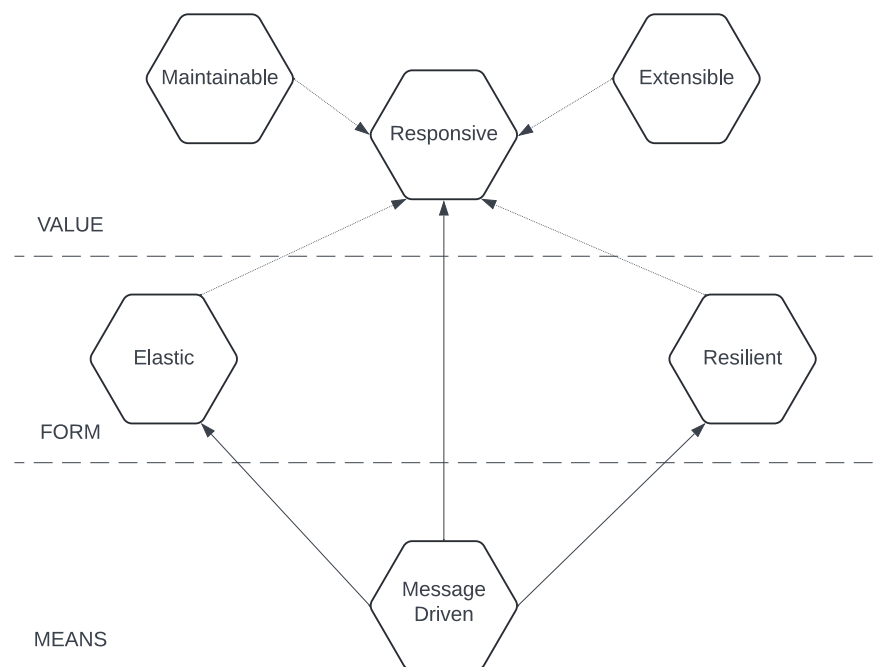 Maintainable
Extensible
Responsive
VALUE
Elastic
Resilient
FORM
Message
Driven
MEANS